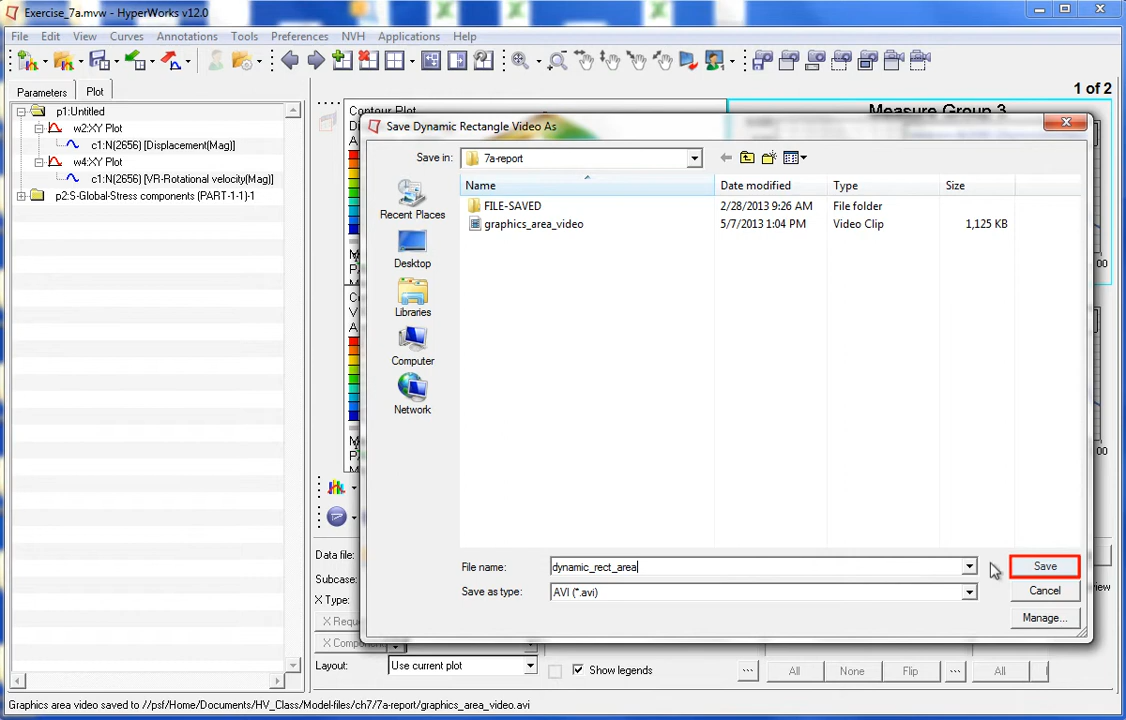 Exercise_7a.mvw - HyperWorks v12.0
File Edit View Curves Annotations Tools Preferences NVH Applications Help
Parameters Plot
1 of 2
p1:Untitled
w2:XY Plot
c1:N(2656) [Displacement(Mag)]
w4:XY Plot
c1:N(2656) [VR-Rotational velocity(Mag)]
p2:S-Global-Stress components (PART-1-1)-1
Contour Plot
Measure Group 3
Save Dynamic Rectangle Video As
Save in: 7a-report
Name Date modified Type Size
FILE-SAVED 2/28/2013 9:26 AM File folder
graphics_area_video 5/7/2013 1:04 PM Video Clip 1,125 KB
Recent Places
Desktop
Libraries
Computer
Network
File name: dynamic_rect_area Save
Save as type: AVI (*.avi) Cancel
Manage...
Data file:
Subcase:
X Type:
X Reque
X Component
Layout: Use current plot Show legends ... All None Flip ... All
Graphics area video saved to //psf/Home/Documents/HV_Class/Model-files/ch7/7a-report/graphics_area_video.avi